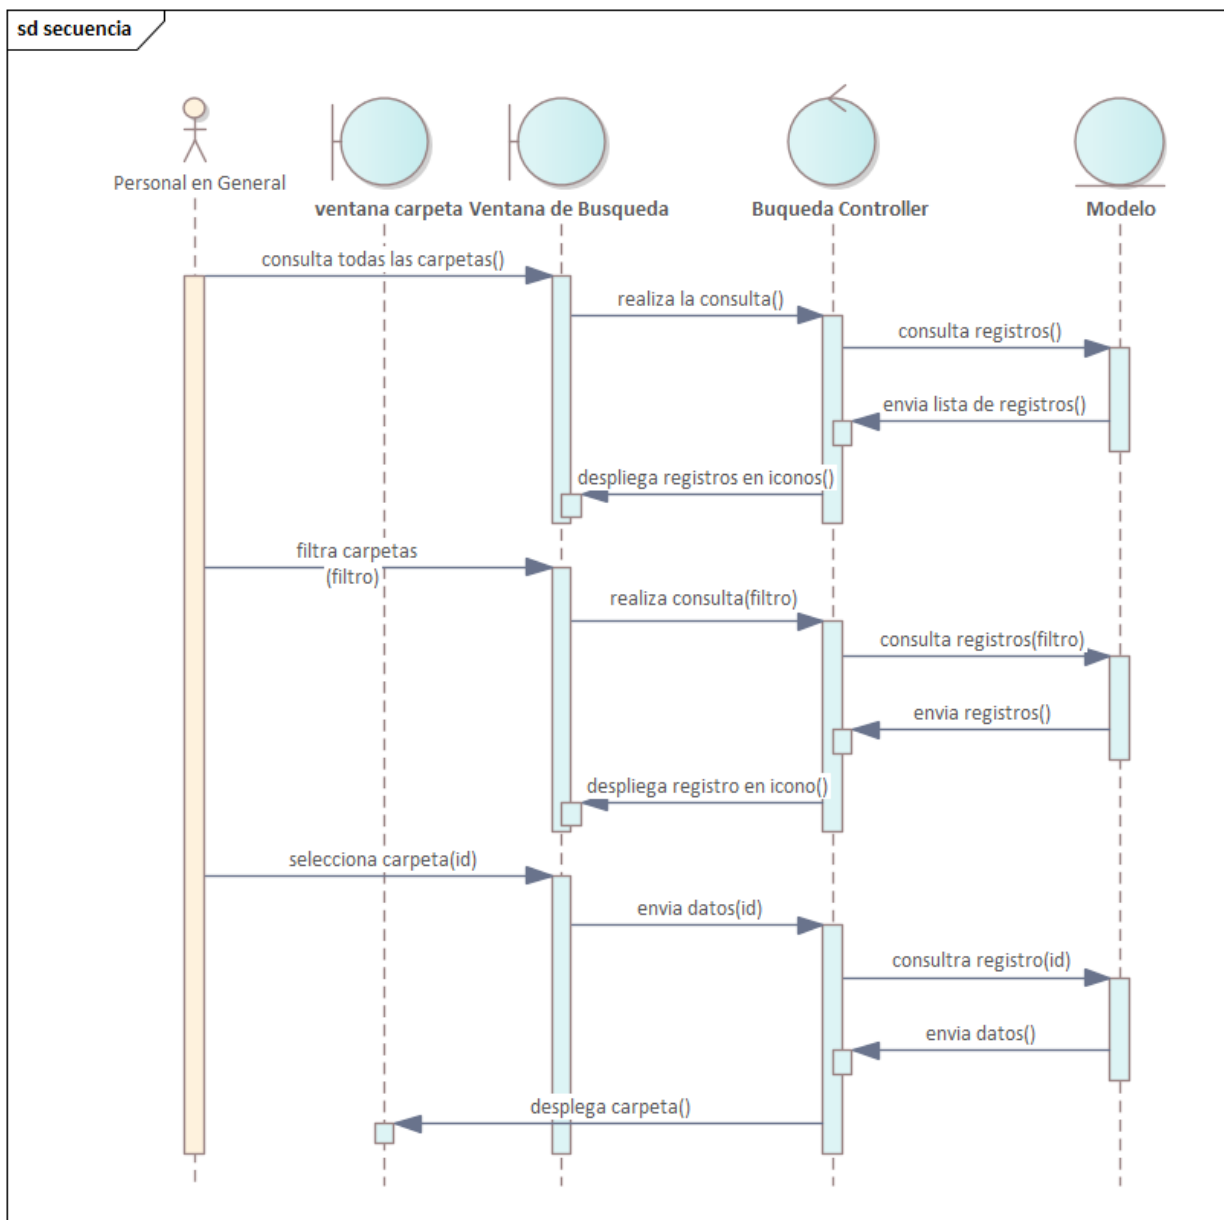 sd secuencia
Personal en General
ventana carpeta
Ventana de Busqueda
Buqueda Controller
Modelo
consulta todas las carpetas()
realiza la consulta()
consulta registros()
envia lista de registros()
despliega registros en iconos()
filtra carpetas
(filtro)
realiza consulta(filtro)
consulta registros(filtro)
envia registros()
despliega registro en icono()
selecciona carpeta(id)
envia datos(id)
consultra registro(id)
envia datos()
desplega carpeta()